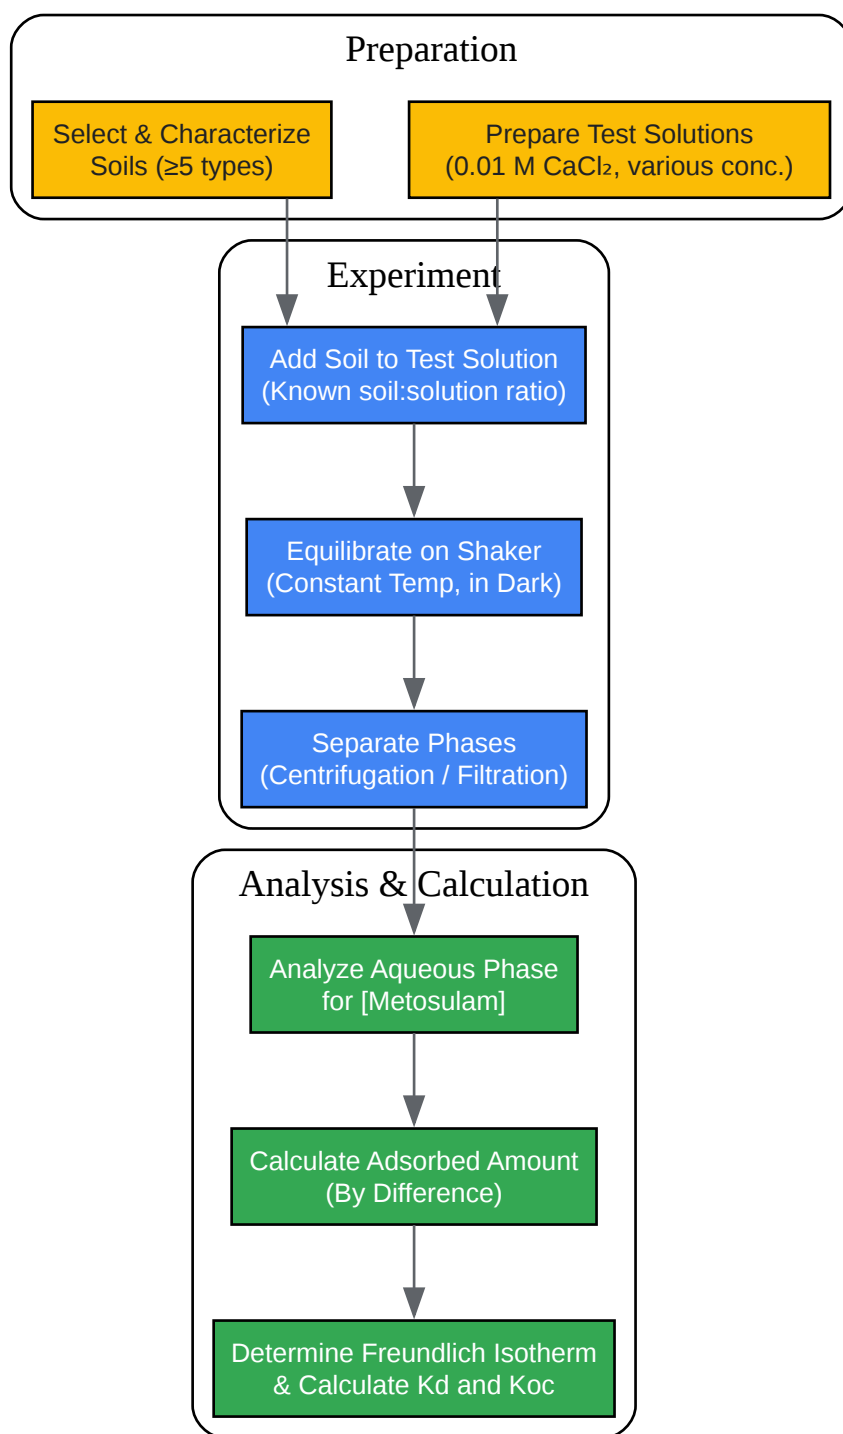 Preparation
Select & Characterize
Soils (≥5 types)
Prepare Test Solutions
(0.01 M CaCl₂, various conc.)
Experiment
Add Soil to Test Solution
(Known soil:solution ratio)
Equilibrate on Shaker
(Constant Temp, in Dark)
Separate Phases
(Centrifugation / Filtration)
Analysis & Calculation
Analyze Aqueous Phase
for [Metosulam]
Calculate Adsorbed Amount
(By Difference)
Determine Freundlich Isotherm
& Calculate Kd and Koc